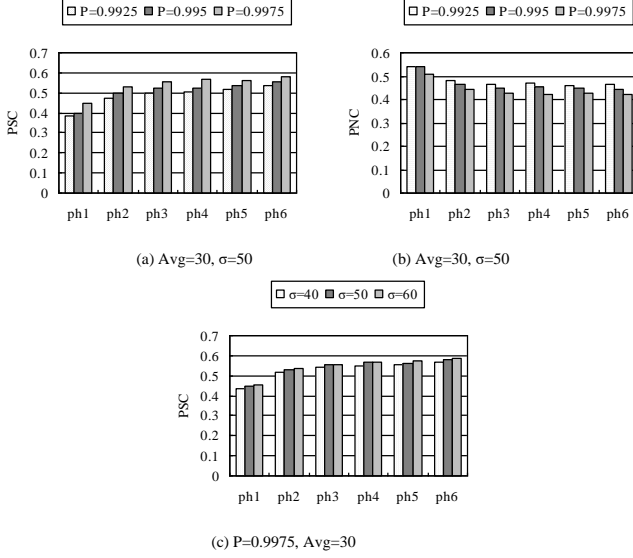 P=0.9925 P=0.995 P=0.9975
0.7
0.6
0.5
0.4
0.3
0.2
0.1
0
PSC
ph1 ph2 ph3 ph4 ph5 ph6
(a) Avg=30, σ=50
P=0.9925 P=0.995 P=0.9975
0.6
0.5
0.4
0.3
0.2
0.1
0
PNC
ph1 ph2 ph3 ph4 ph5 ph6
(b) Avg=30, σ=50
σ=40 σ=50 σ=60
0.7
0.6
0.5
0.4
0.3
0.2
0.1
0
PSC
ph1 ph2 ph3 ph4 ph5 ph6
(c) P=0.9975, Avg=30